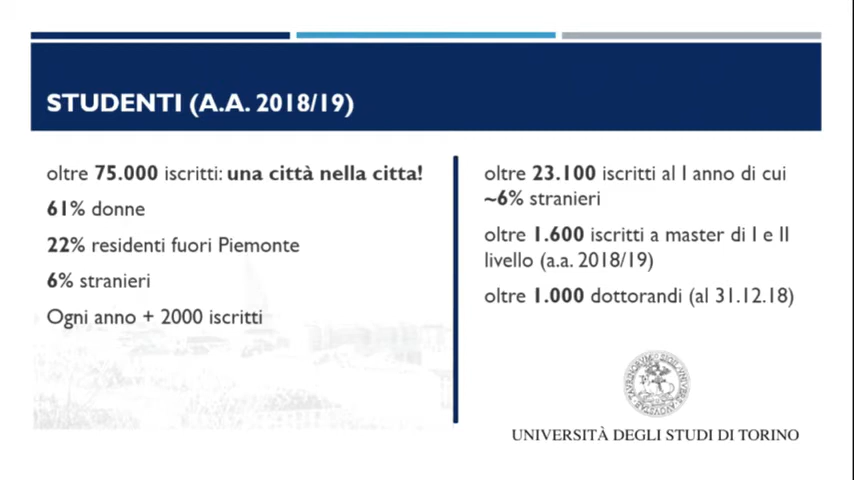 STUDENTI (A.A. 2018/19)
oltre 75.000 iscritti: una città nella citta!
61% donne
22% residenti fuori Piemonte
6% stranieri
Ogni anno + 2000 iscritti
oltre 23.100 iscritti al I anno di cui
~6% stranieri
oltre 1.600 iscritti a master di I e II
livello (a.a. 2018/19)
oltre 1.000 dottorandi (al 31.12.18)
UNIVERSITÀ DEGLI STUDI DI TORINO